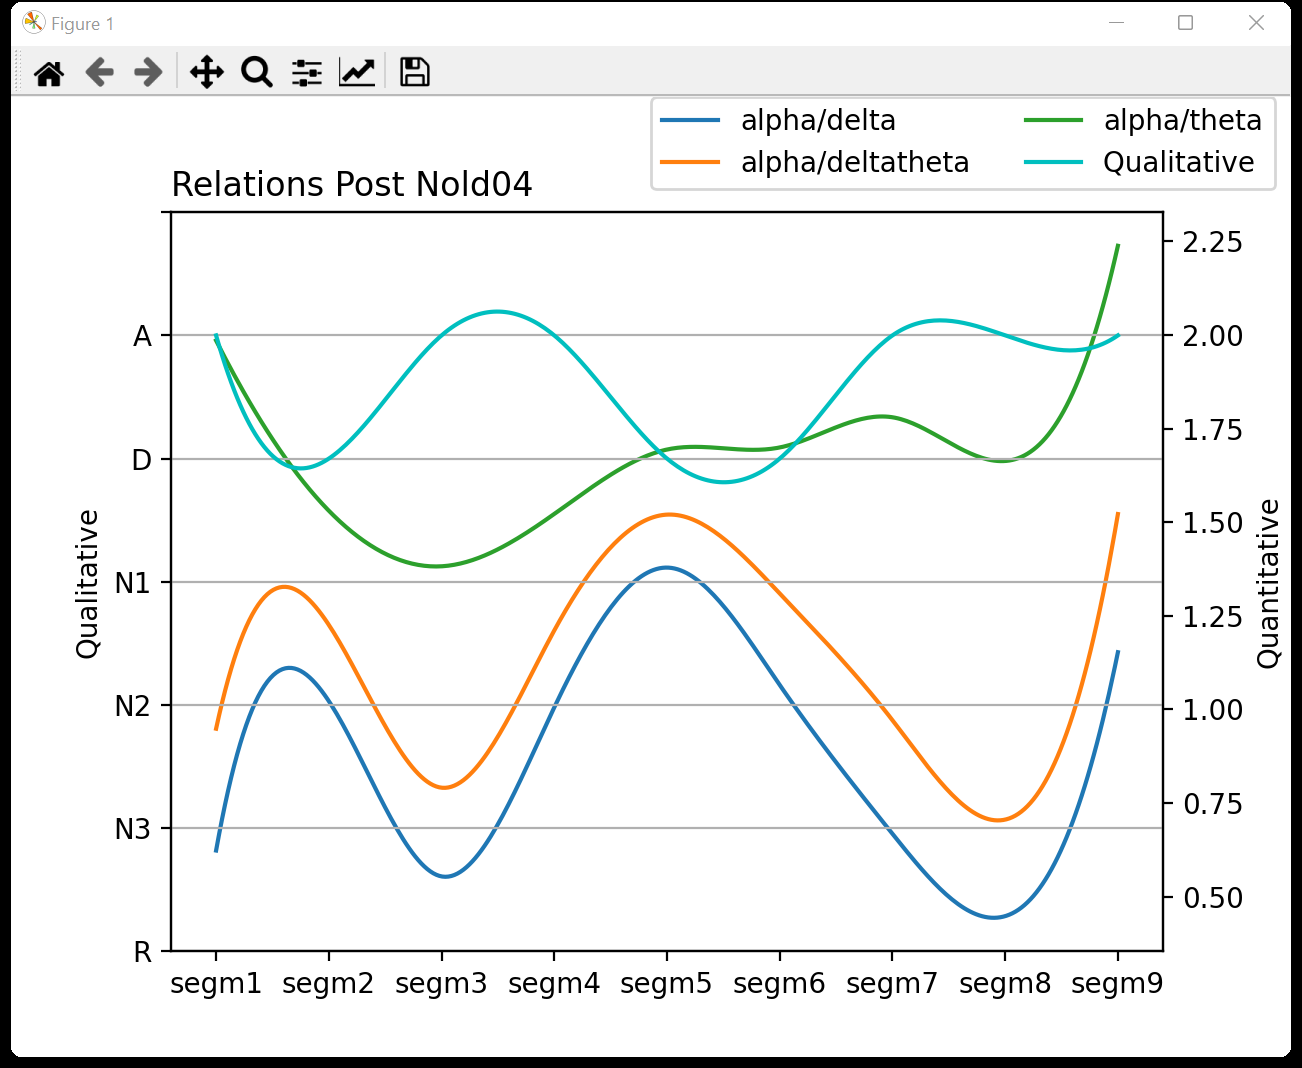 Figure 1
alpha/delta
alpha/deltatheta
alpha/theta
Qualitative
Relations Post Nold04
Qualitative
A
D
N1
N2
N3
R
segm1 segm2 segm3 segm4 segm5 segm6 segm7 segm8 segm9
2.25
2.00
1.75
1.50
1.25
1.00
0.75
0.50
Quantitative